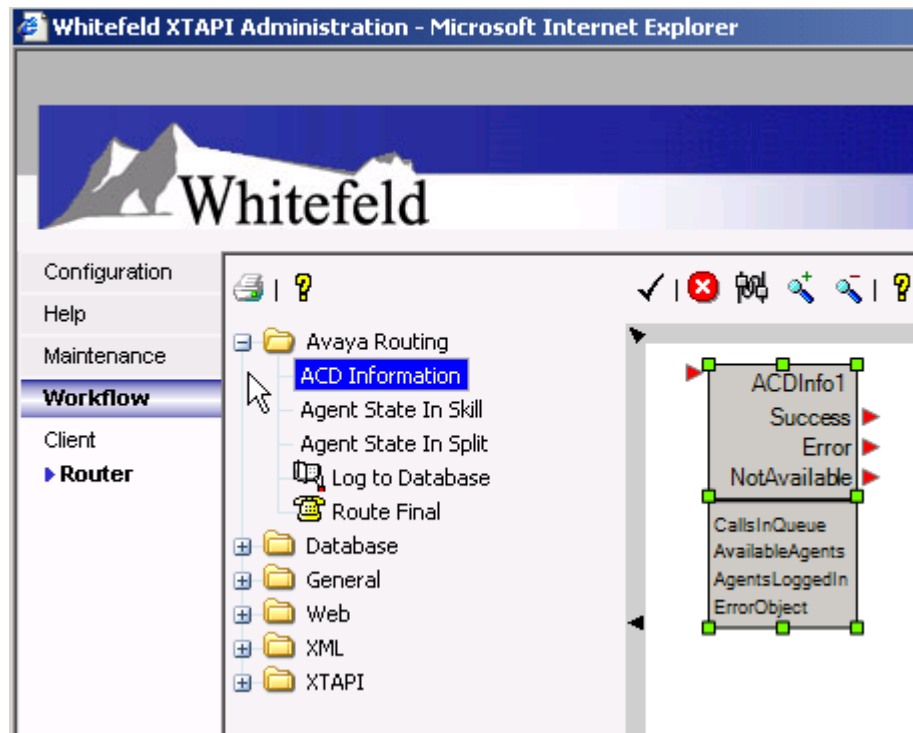 Whitefeld XTAPI Administration - Microsoft Internet Explorer
Whitefeld
Configuration
Help
Maintenance
Workflow
Client
Router
Avaya Routing
ACD Information
Agent State In Skill
Agent State In Split
Log to Database
Route Final
Database
General
Web
XML
XTAPI
ACDInfo1
Success
Error
NotAvailable
CallsInQueue
AvailableAgents
AgentsLoggedIn
ErrorObject